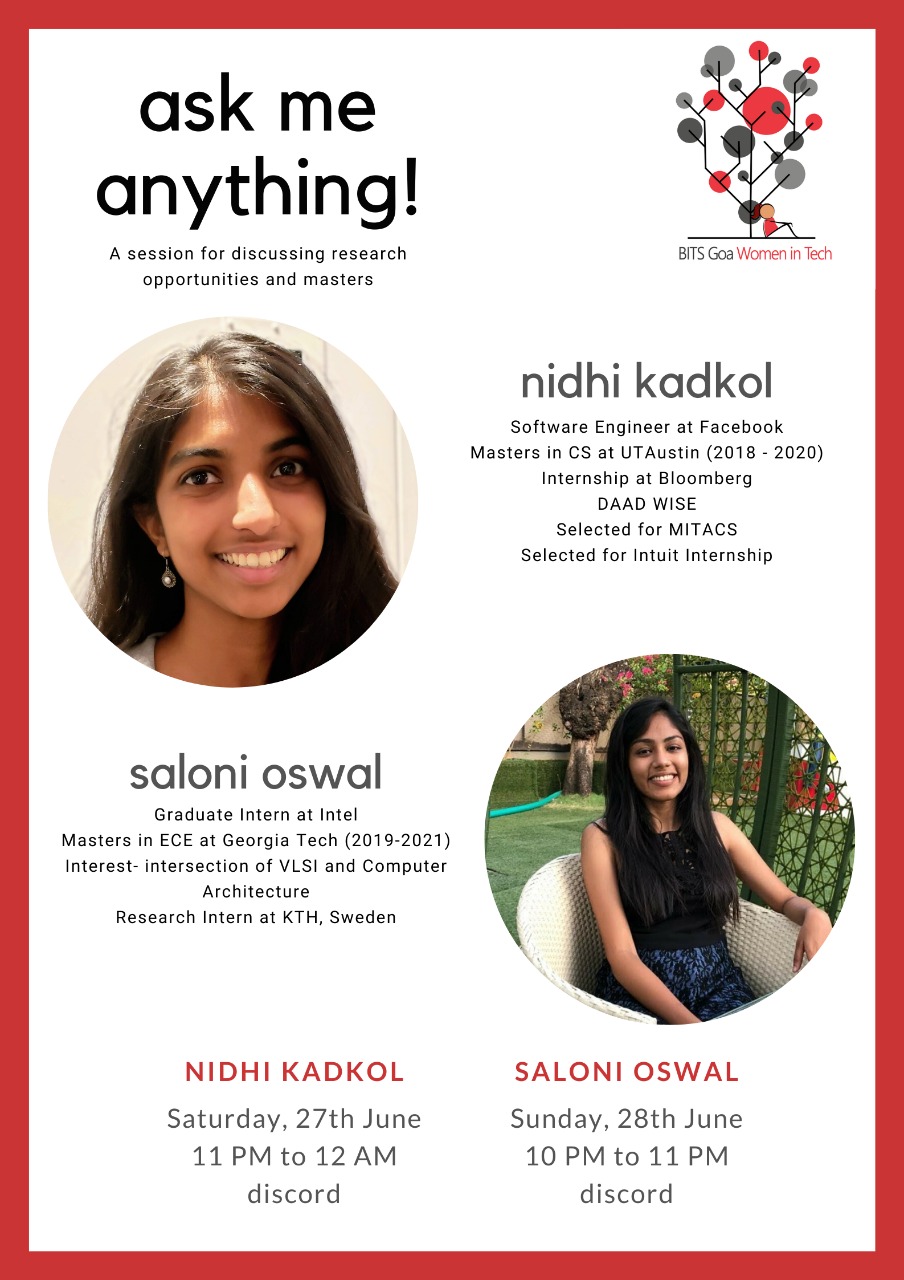 ask me
anything!
A session for discussing research
opportunities and masters
BITS Goa Women in Tech
nidhi kadkol
Software Engineer at Facebook
Masters in CS at UTAustin (2018 - 2020)
Internship at Bloomberg
DAAD WISE
Selected for MITACS
Selected for Intuit Internship
saloni oswal
Graduate Intern at Intel
Masters in ECE at Georgia Tech (2019-2021)
Interest- intersection of VLSI and Computer
Architecture
Research Intern at KTH, Sweden
NIDHI KADKOL
Saturday, 27th June
11 PM to 12 AM
discord
SALONI OSWAL
Sunday, 28th June
10 PM to 11 PM
discord